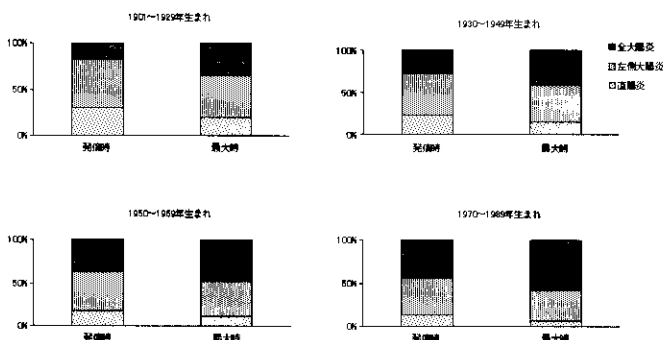 1901～1929年生まれ
100%
50%
0%
発症時
最大時
1930～1949年生まれ
100%
50%
0%
発症時
最大時
全大腸炎
左側大腸炎
直腸炎
1950～1969年生まれ
100%
50%
0%
発症時
最大時
1970～1989年生まれ
100%
50%
0%
発症時
最大時